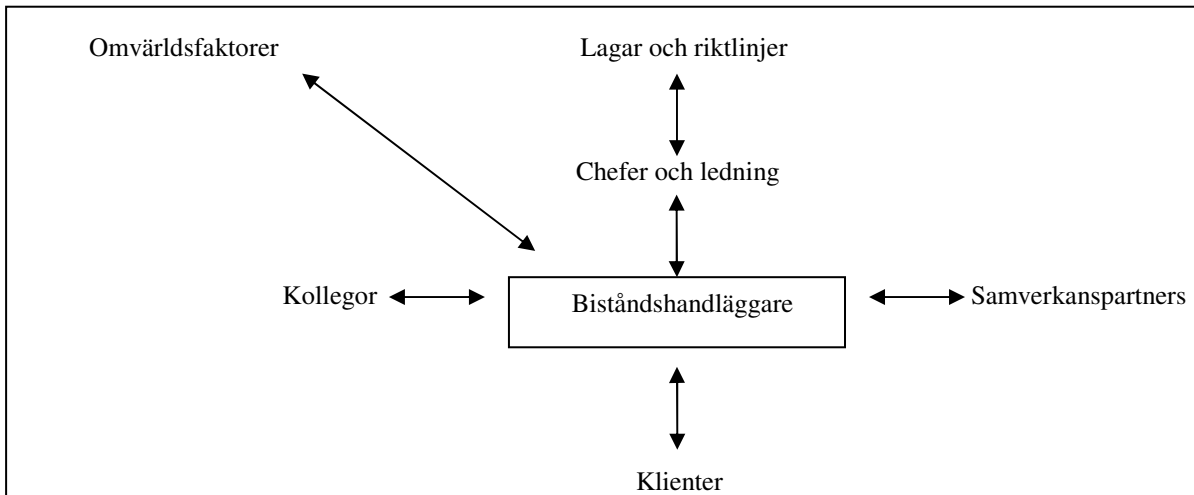 Omvärldsfaktorer
Lagar och riktlinjer
Chefer och ledning
Kollegor
Biståndshandläggare
Samverkanspartners
Klienter